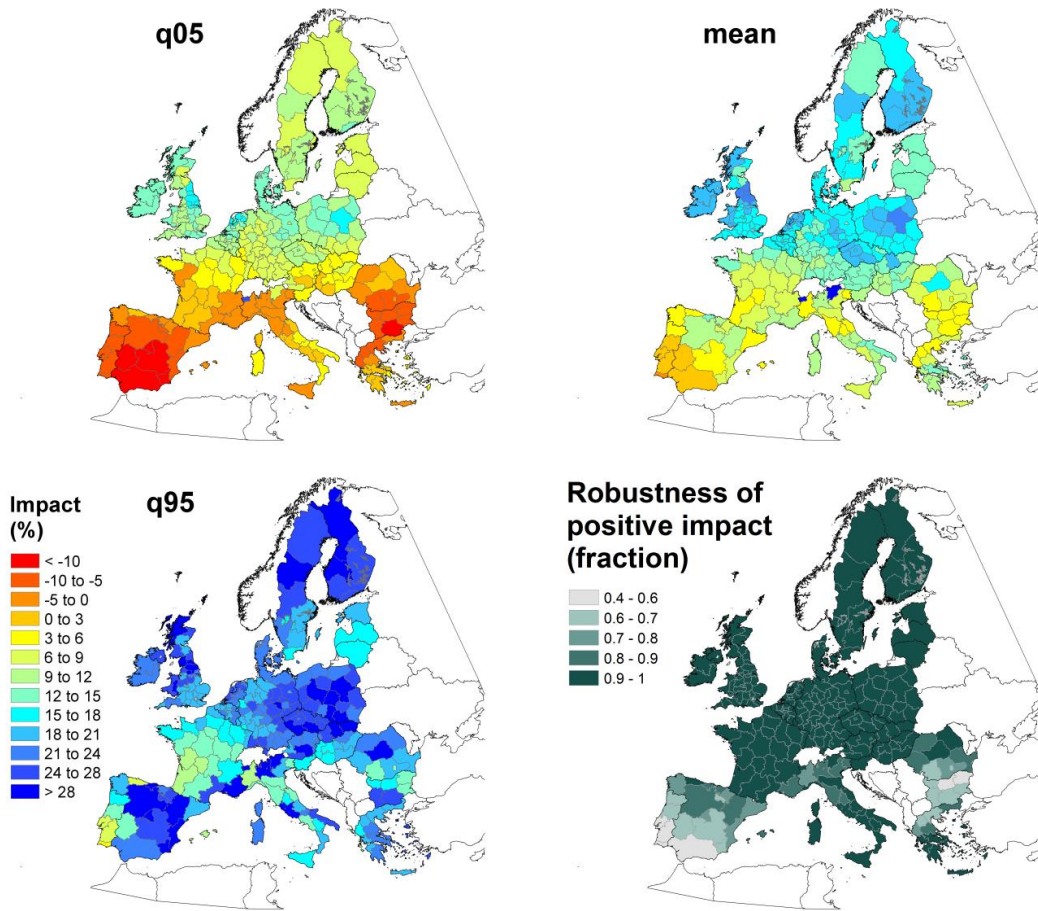 q05
mean
Impact
(%)
< -10
-10 to -5
-5 to 0
0 to 3
3 to 6
6 to 9
9 to 12
12 to 15
15 to 18
18 to 21
21 to 24
24 to 28
> 28
q95
Robustness of
positive impact
(fraction)
0.4 - 0.6
0.6 - 0.7
0.7 - 0.8
0.8 - 0.9
0.9 - 1